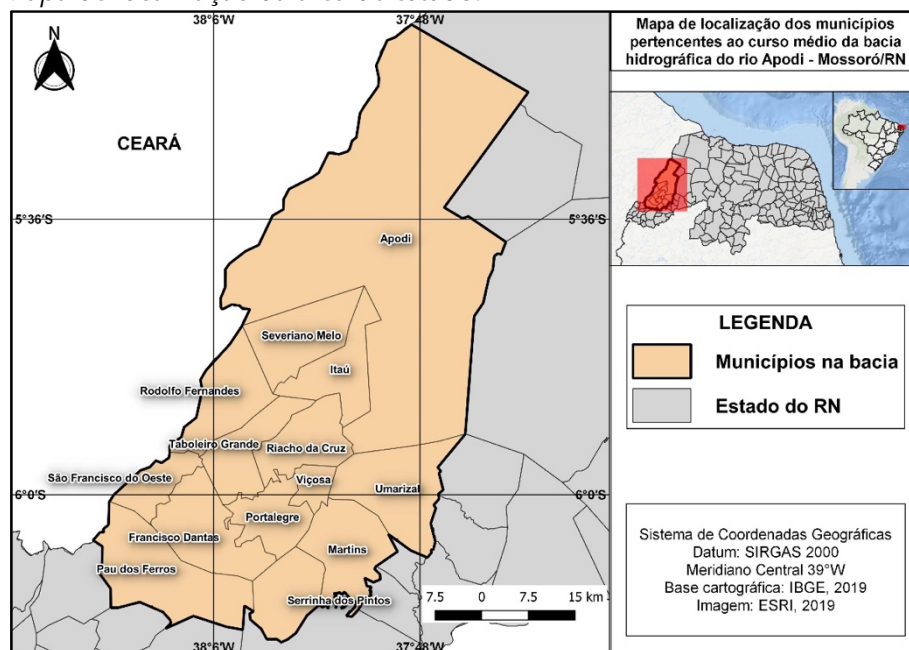 38°6'W
37°48'W
N
CEARÁ
5°36'S
5°36'S
Apodi
Severiano Melo
Itaú
Rodolfo Fernandes
Taboleiro Grande
Riacho da Cruz
São Francisco do Oeste
Viçosa
Umarizal
6°0'S
6°0'S
Portalegre
Francisco Dantas
Martins
Pau dos Ferros
Serrinha dos Pintos
7.5 0 7.5 15 km
38°6'W
37°48'W
Mapa de localização dos municípios
pertencentes ao curso médio da bacia
hidrográfica do rio Apodi - Mossoró/RN
LEGENDA
Municípios na bacia
Estado do RN
Sistema de Coordenadas Geográficas
Datum: SIRGAS 2000
Meridiano Central 39°W
Base cartográfica: IBGE, 2019
Imagem: ESRI, 2019